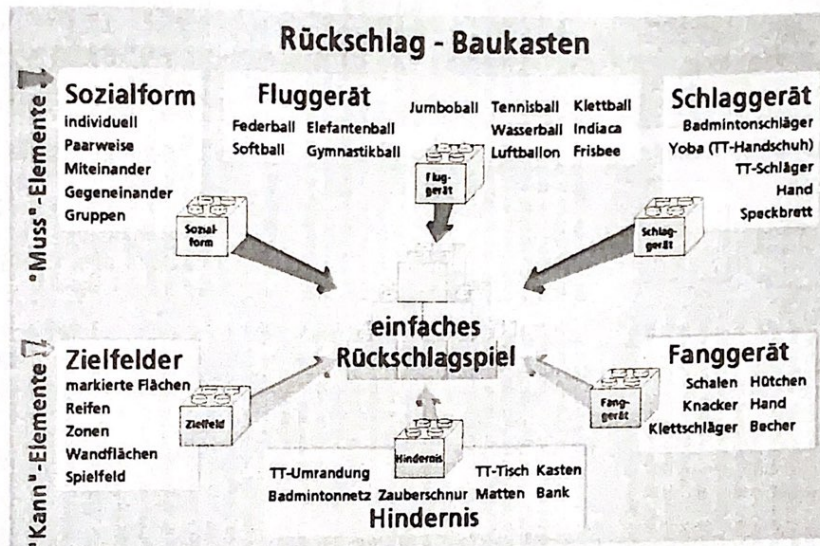 Rückschlag - Baukasten
"Muss"-Elemente
Sozialform
individuell
Paarweise
Miteinander
Gegeneinander
Gruppen
Sozial-
form
Fluggerät
Federball Elefantenball
Softball Gymnastikball
Jumboball Tennisball Klettball
Wasserball Indiaca
Luftballon Frisbee
Flug-
gerät
Schlaggerät
Badmintonschläger
Yoba (TT-Handschuh)
TT-Schläger
Hand
Speckbrett
Schlag-
gerät
einfaches
Rückschlagspiel
"Kann"-Elemente
Zielfelder
markierte Flächen
Reifen
Zonen
Wandflächen
Spielfeld
Zielfeld
Hindernis
TT-Umrandung TT-Tisch Kasten
Badmintonnetz Zauberschnur Matten Bank
Hindernis
Fanggerät
Schalen Hütchen
Knacker Hand
Klettschläger Becher
Fang-
gerät